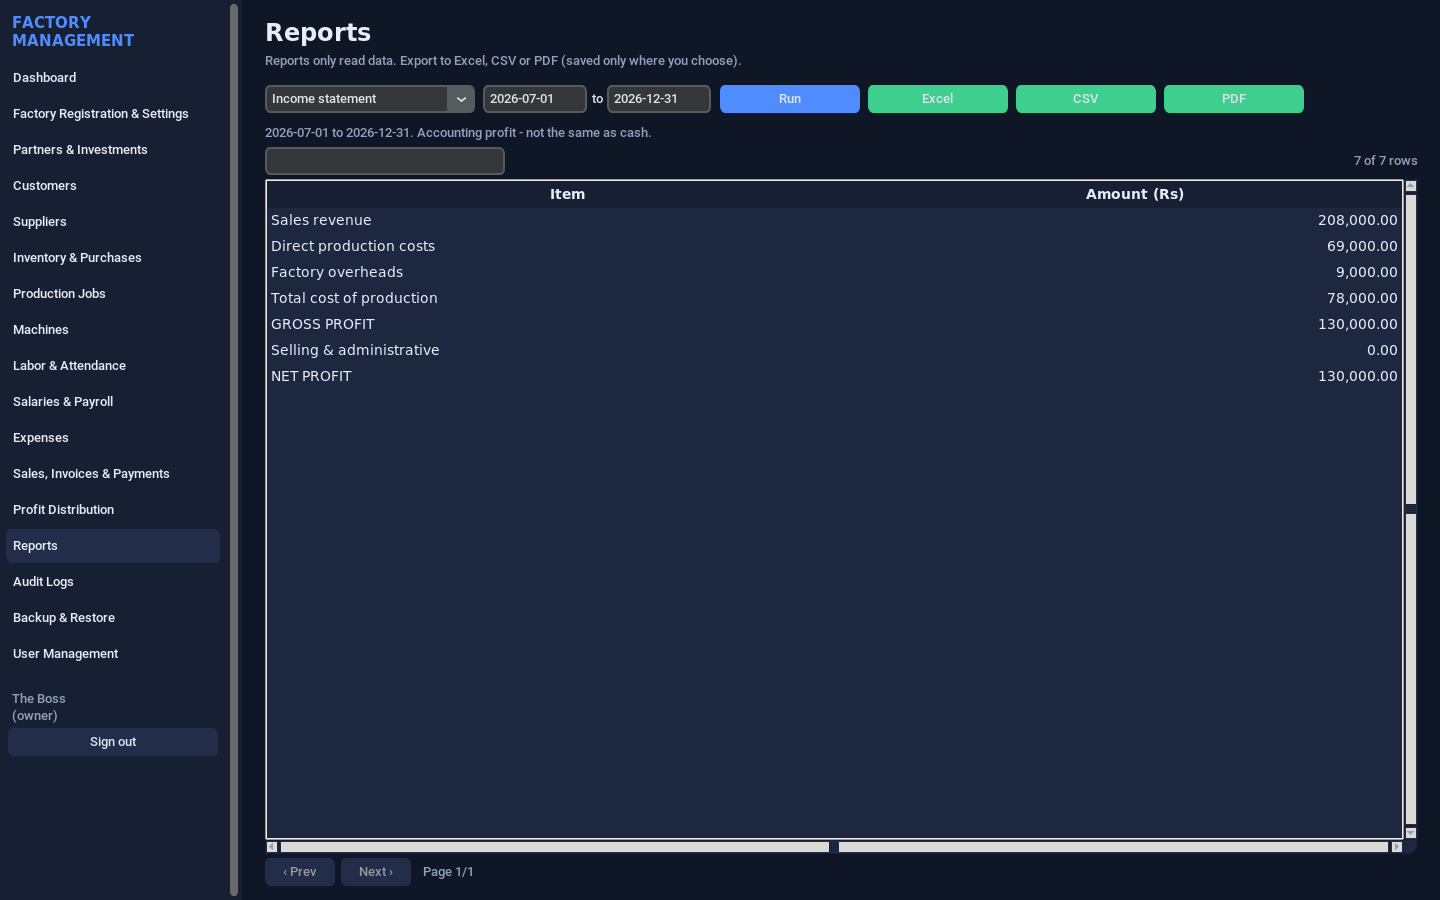 FACTORY
MANAGEMENT
Dashboard
Factory Registration & Settings
Partners & Investments
Customers
Suppliers
Inventory & Purchases
Production Jobs
Machines
Labor & Attendance
Salaries & Payroll
Expenses
Sales, Invoices & Payments
Profit Distribution
Reports
Audit Logs
Backup & Restore
User Management
The Boss
(owner)
Sign out
Reports
Reports only read data. Export to Excel, CSV or PDF (saved only where you choose).
Income statement 2026-07-01 to 2026-12-31 Run Excel CSV PDF
2026-07-01 to 2026-12-31. Accounting profit - not the same as cash.
7 of 7 rows
Item Amount (Rs)
Sales revenue 208,000.00
Direct production costs 69,000.00
Factory overheads 9,000.00
Total cost of production 78,000.00
GROSS PROFIT 130,000.00
Selling & administrative 0.00
NET PROFIT 130,000.00
‹ Prev Next › Page 1/1